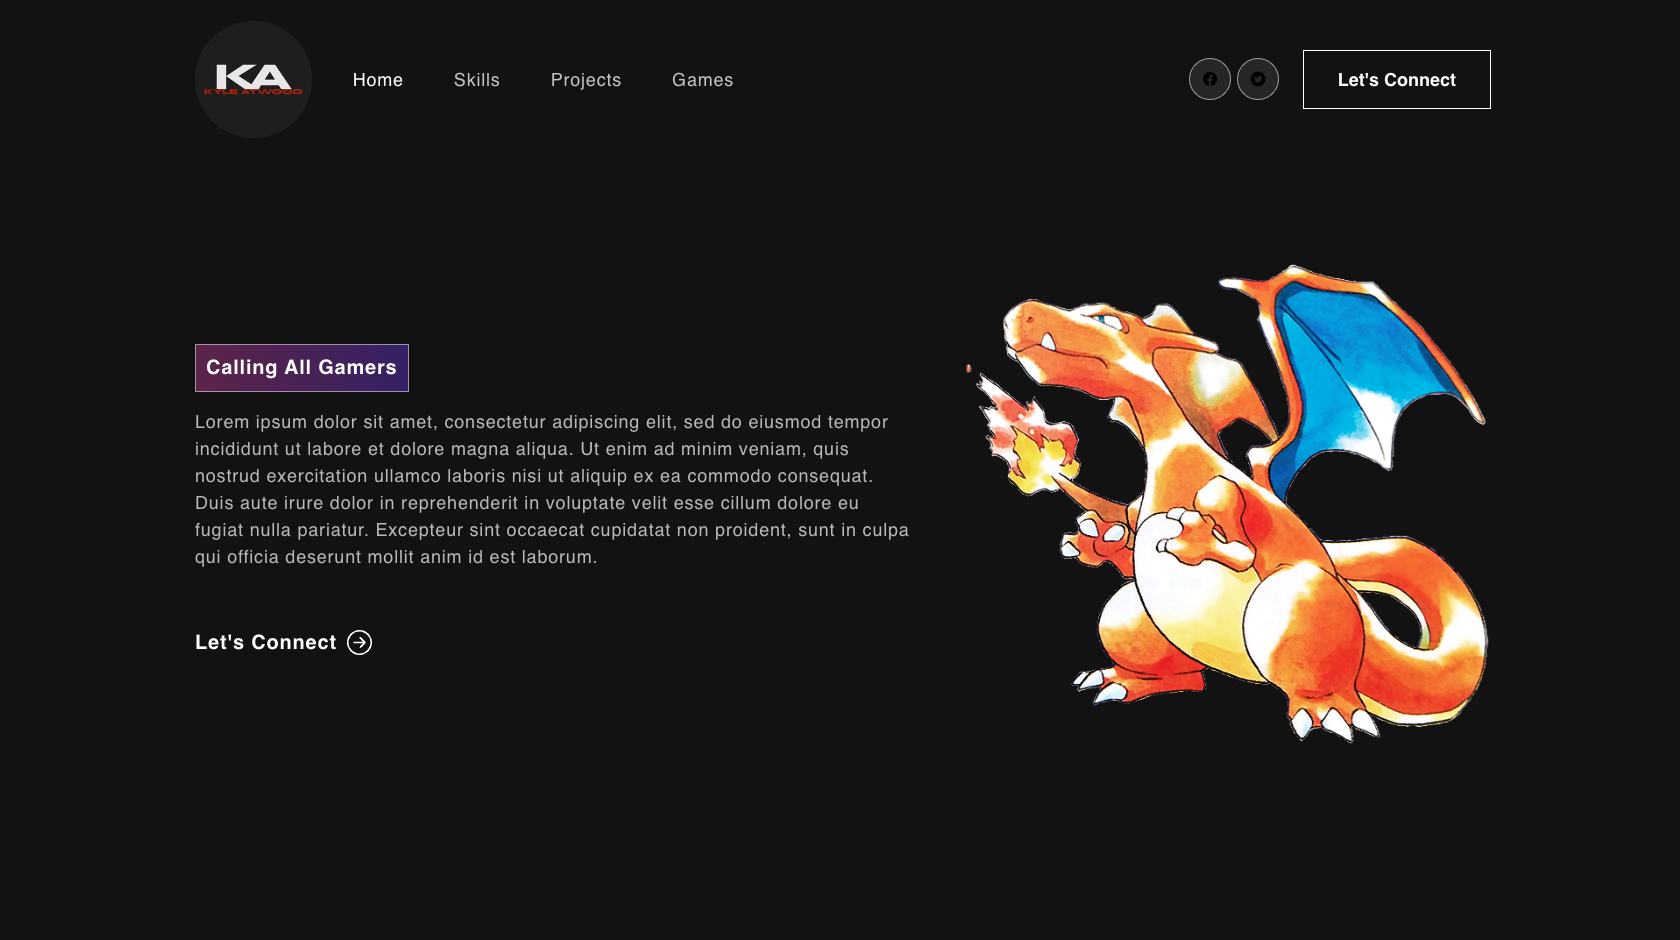 KA
KYLE ATWOOD
Home Skills Projects Games
Let's Connect
Calling All Gamers
Lorem ipsum dolor sit amet, consectetur adipiscing elit, sed do eiusmod tempor
incididunt ut labore et dolore magna aliqua. Ut enim ad minim veniam, quis
nostrud exercitation ullamco laboris nisi ut aliquip ex ea commodo consequat.
Duis aute irure dolor in reprehenderit in voluptate velit esse cillum dolore eu
fugiat nulla pariatur. Excepteur sint occaecat cupidatat non proident, sunt in culpa
qui officia deserunt mollit anim id est laborum.
Let's Connect